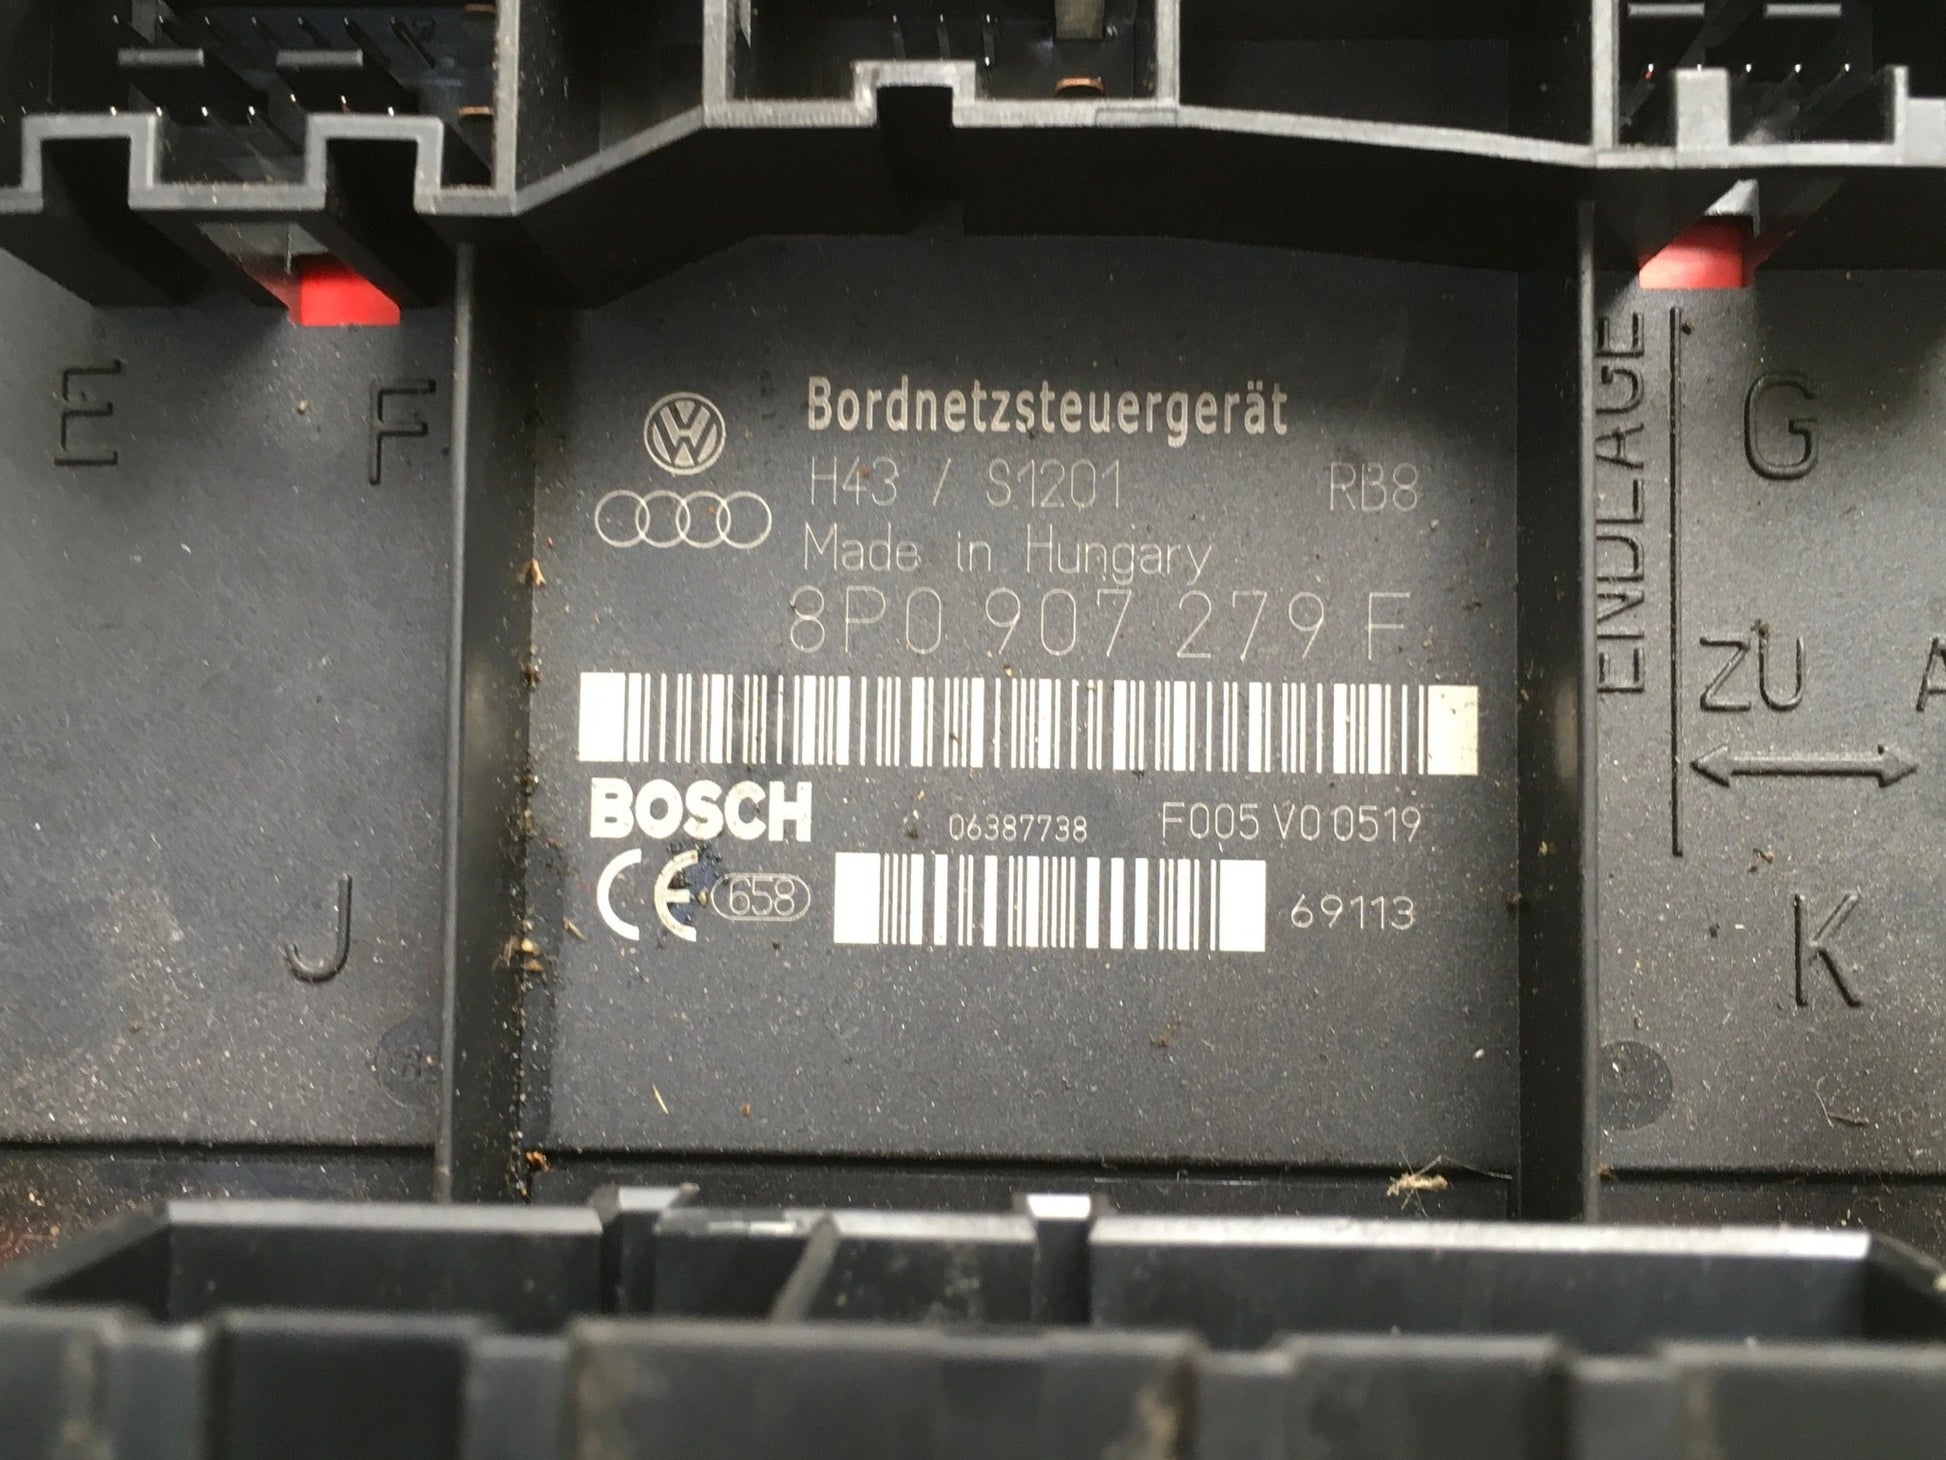 E
F
ENDLAGE
G
Bordnetzsteuergerät
H43 / S1201 RB8
Made in Hungary
8P0 907 279 F
ZU
BOSCH 06387738 F005 V0 0519
CE 658 69113
J
K